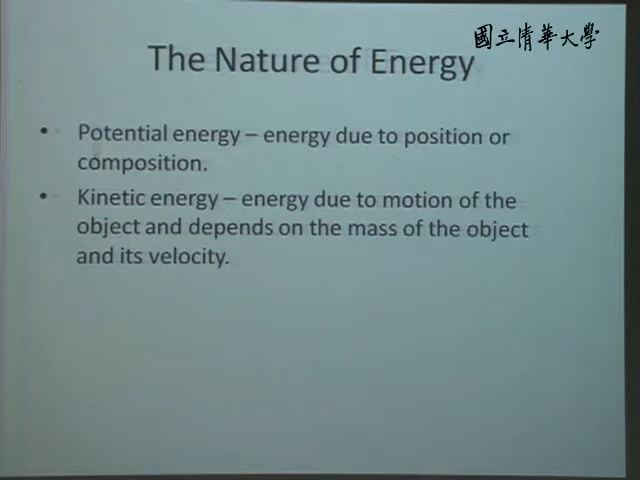 國立清華大學
The Nature of Energy
• Potential energy – energy due to position or
composition.
• Kinetic energy – energy due to motion of the
object and depends on the mass of the object
and its velocity.